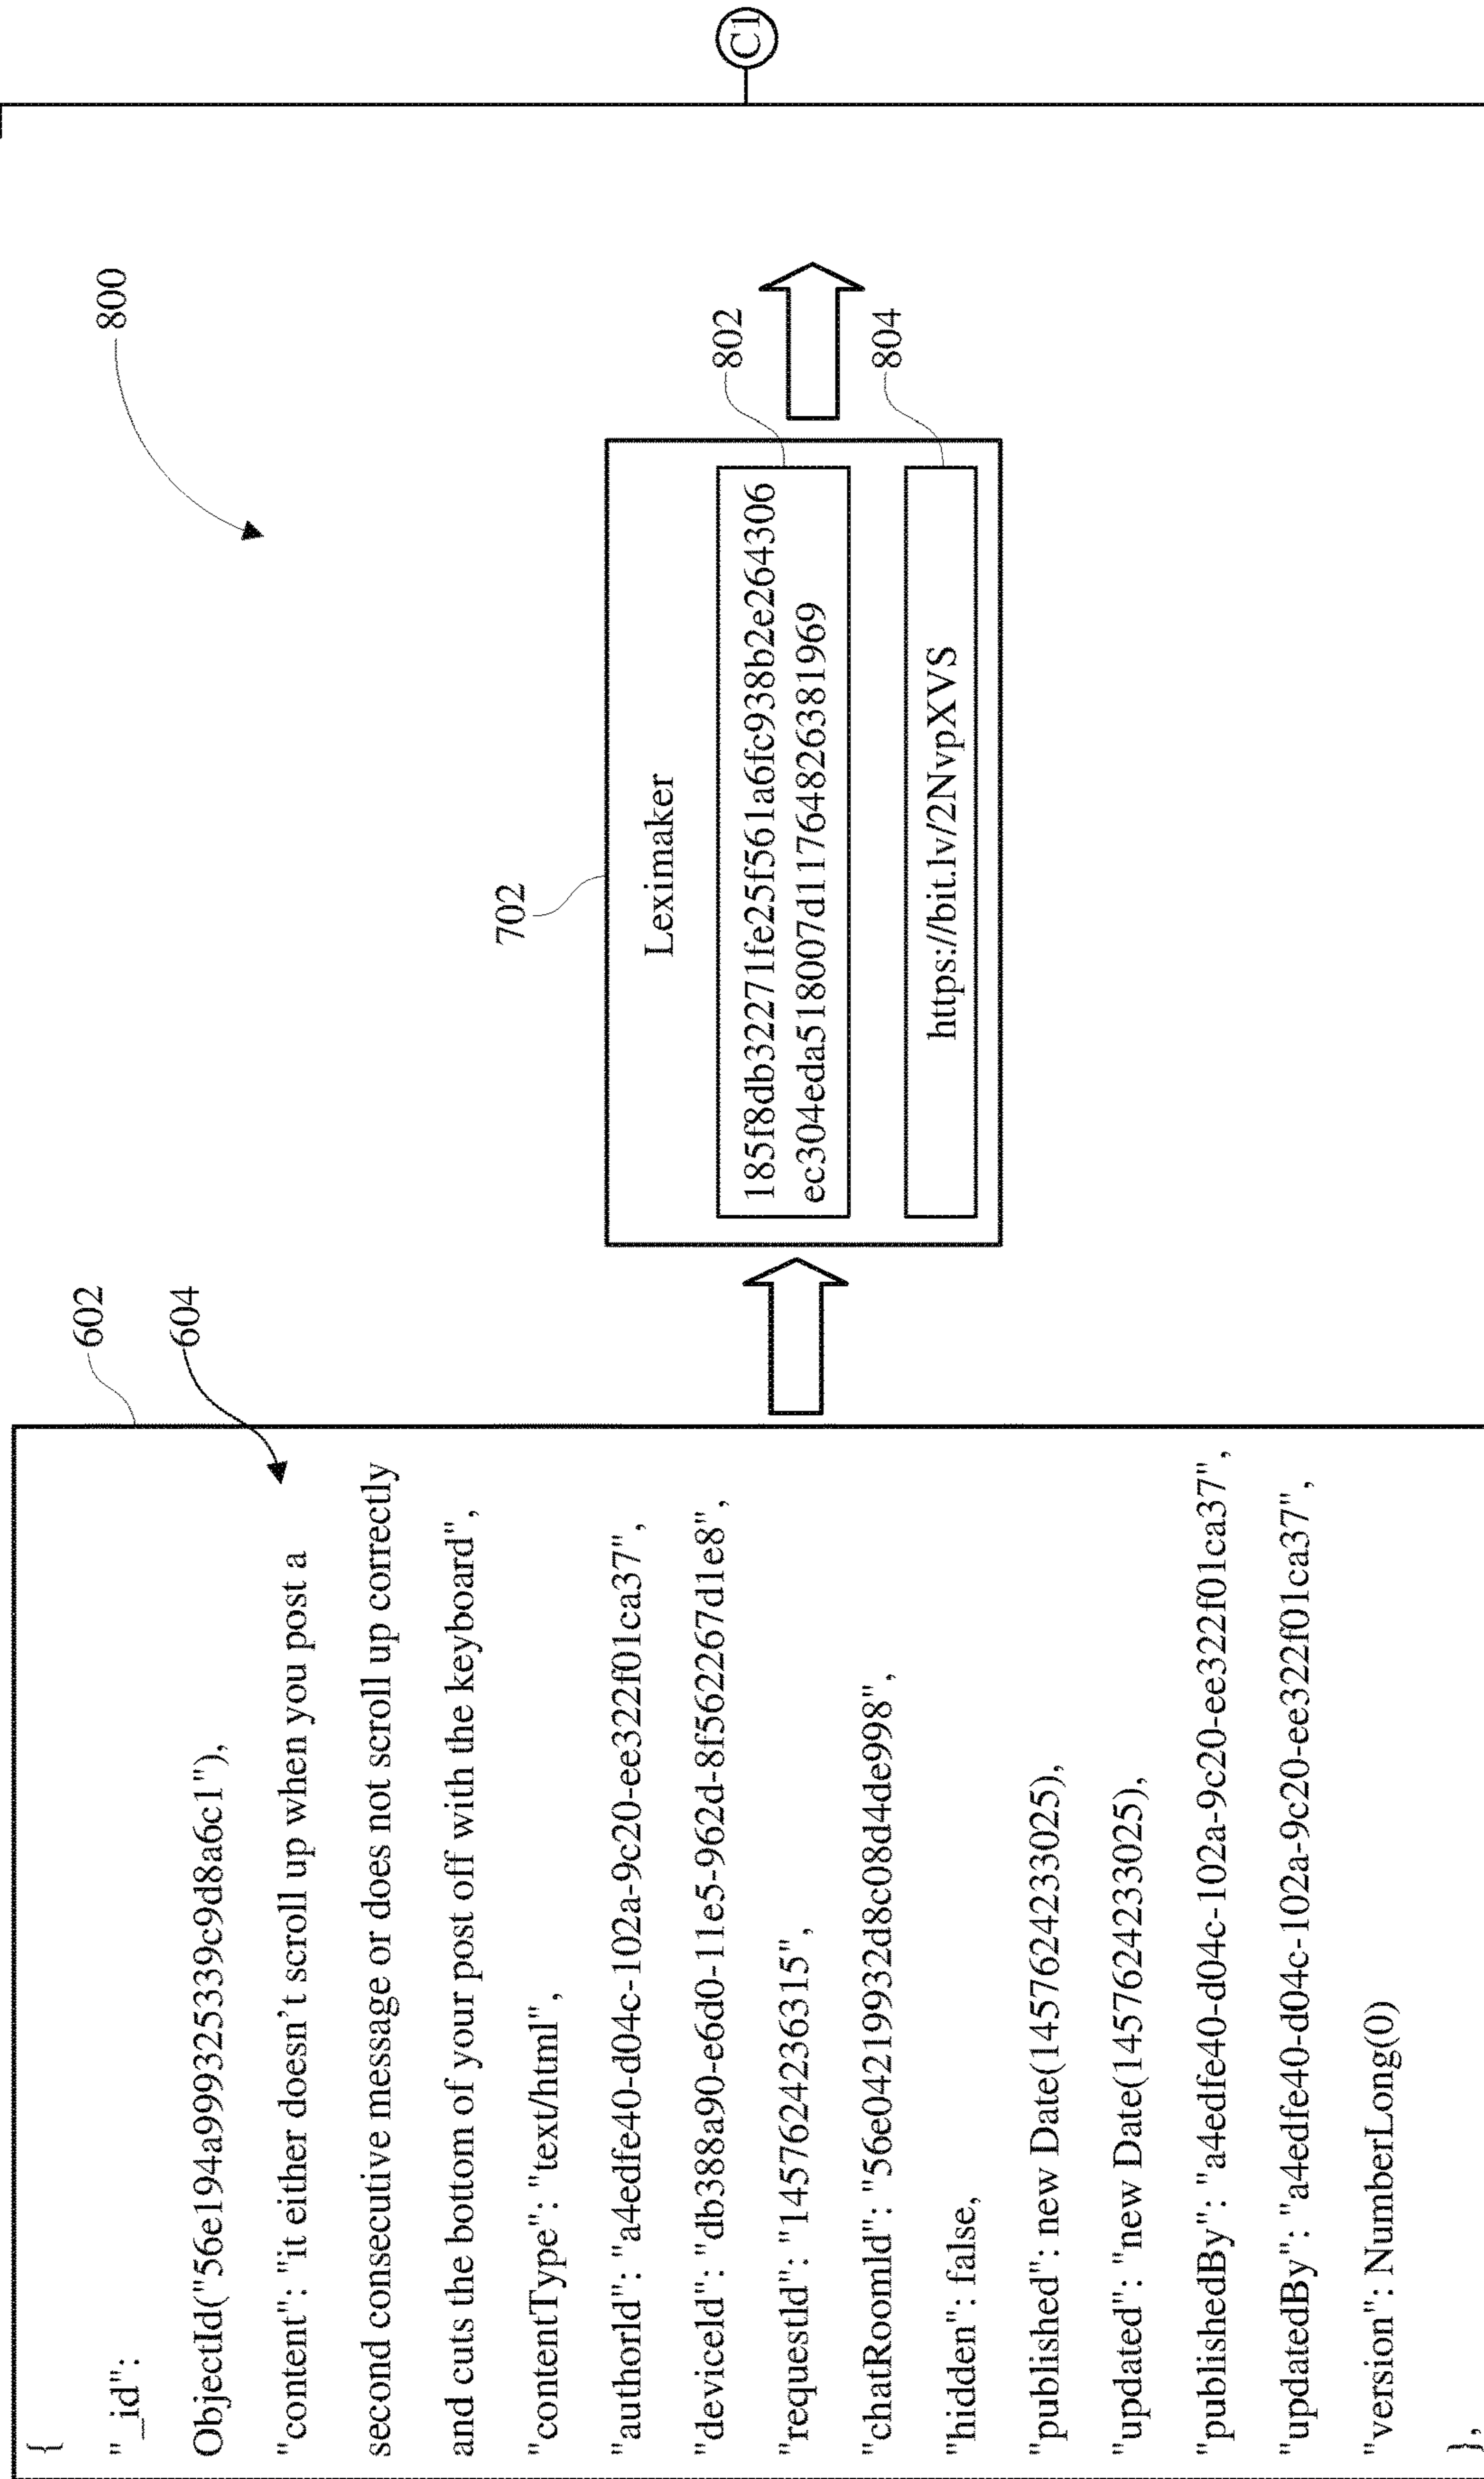 800
602
604
{
"_id":
ObjectId("56e194a999325339c9d8a6c1"),
"content": "it either doesn't scroll up when you post a
second consecutive message or does not scroll up correctly
and cuts the bottom of your post off with the keyboard",
"contentType": "text/html",
"authorId": "a4edfe40-d04c-102a-9c20-ee322f01ca37",
"deviceId": "db388a90-e6d0-11e5-962d-8f562267d1e8",
"requestId": "1457624236315",
"chatRoomId": "56e04219932d8c08d4de998",
"hidden": false,
"published": new Date(1457624233025),
"updated": "new Date(1457624233025),
"publishedBy": "a4edfe40-d04c-102a-9c20-ee322f01ca37",
"updatedBy": "a4edfe40-d04c-102a-9c20-ee322f01ca37",
"version": NumberLong(0)
},
702
Leximaker
802
185f8db32271fe25f561a6fc938b2e264306
ec304eda518007d1764826381969
804
https://bit.lv/2NvpXVS
C1